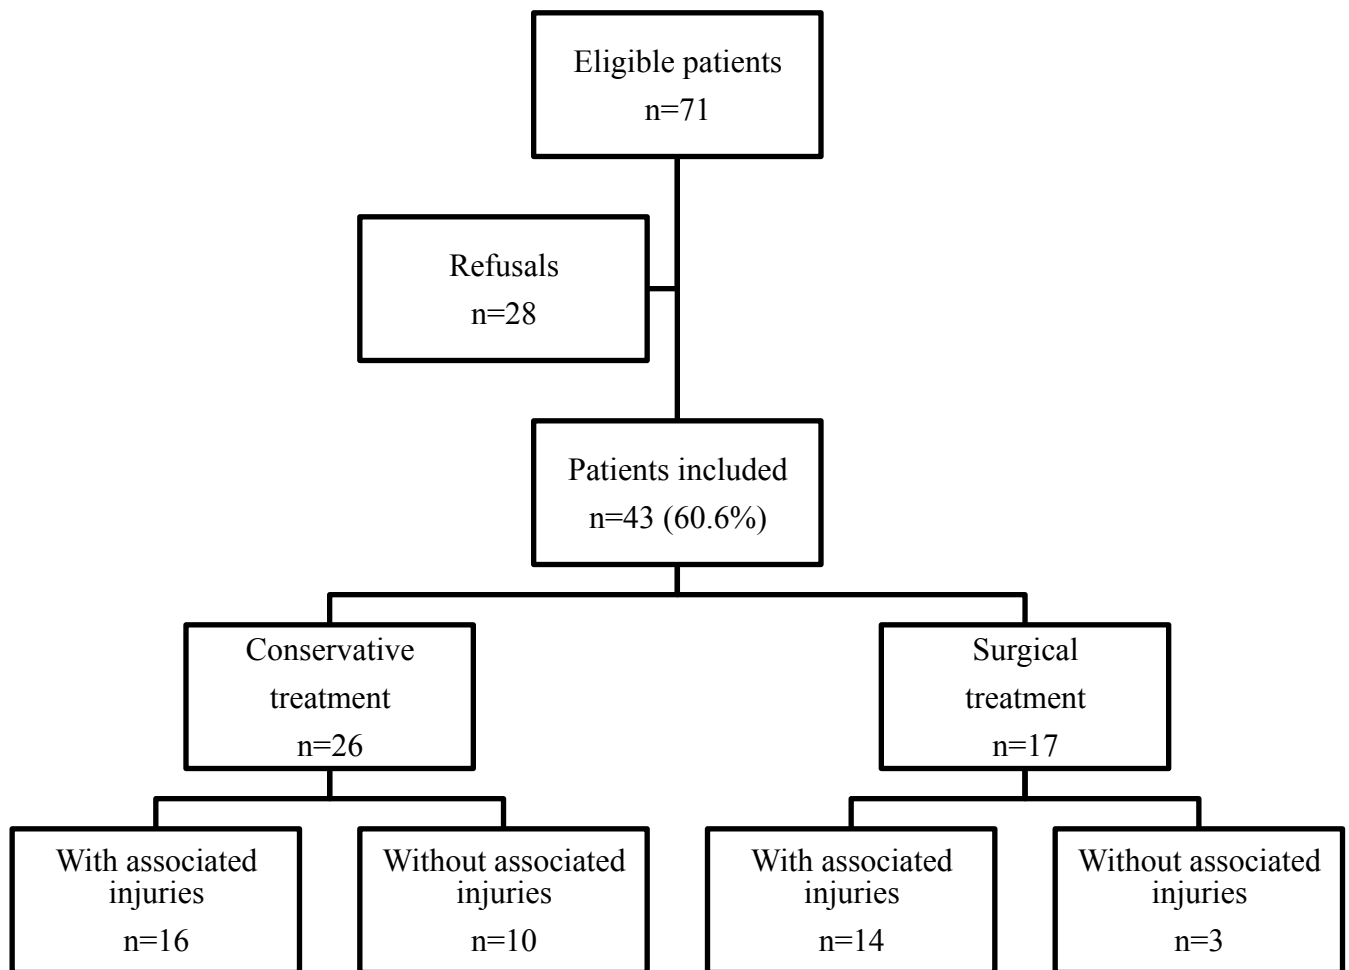 Eligible patients
n=71
Refusals
n=28
Patients included
n=43 (60.6%)
Conservative
treatment
n=26
Surgical
treatment
n=17
With associated
injuries
n=16
Without associated
injuries
n=10
With associated
injuries
n=14
Without associated
injuries
n=3